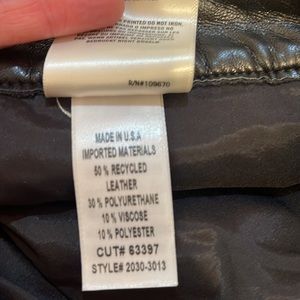 PRINTED DO NOT IRON.
R/N#109670
MADE IN U.S.A
IMPORTED MATERIALS
50 % RECYCLED
LEATHER
30 % POLYURETHANE
10 % VISCOSE
10 % POLYESTER
CUT# 63397
STYLE# 2030-3013